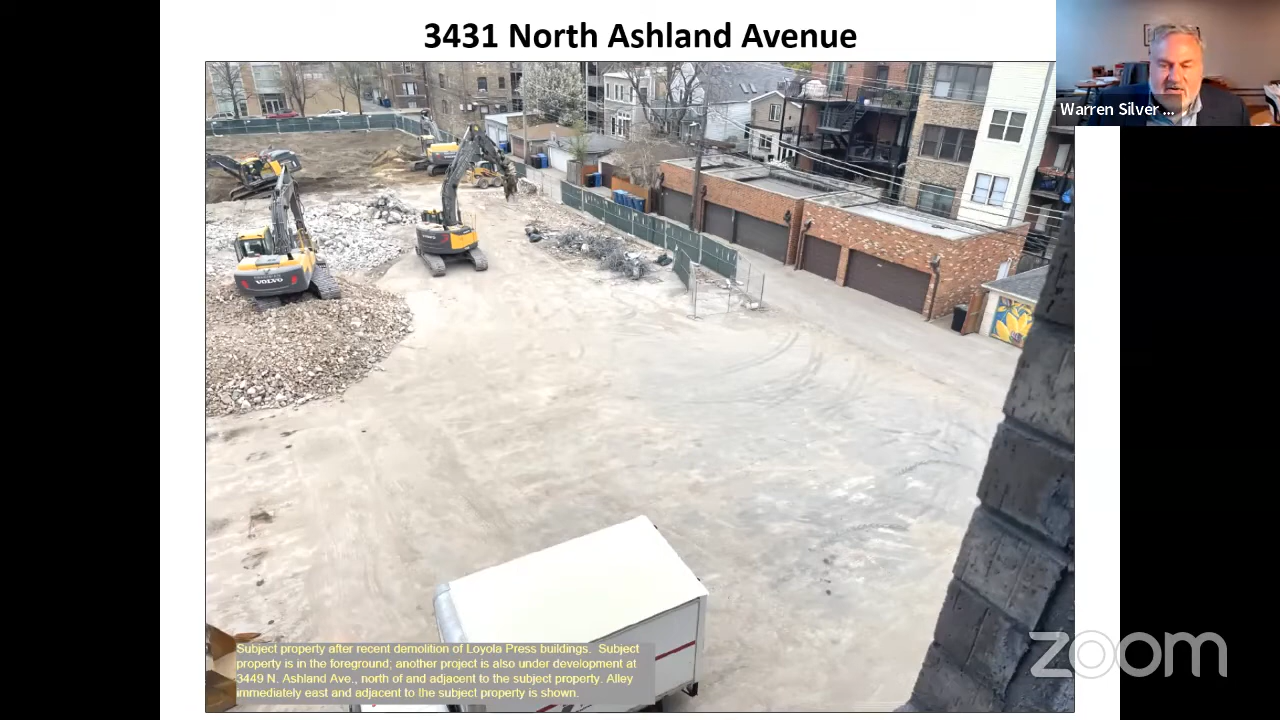 3431 North Ashland Avenue
Warren Silver ...
VOLVO
Subject property after recent demolition of Loyola Press buildings. Subject
property is in the foreground; another project is also under development at
3449 N. Ashland Ave., north of and adjacent to the subject property. Alley
immediately east and adjacent to the subject property is shown.
zoom